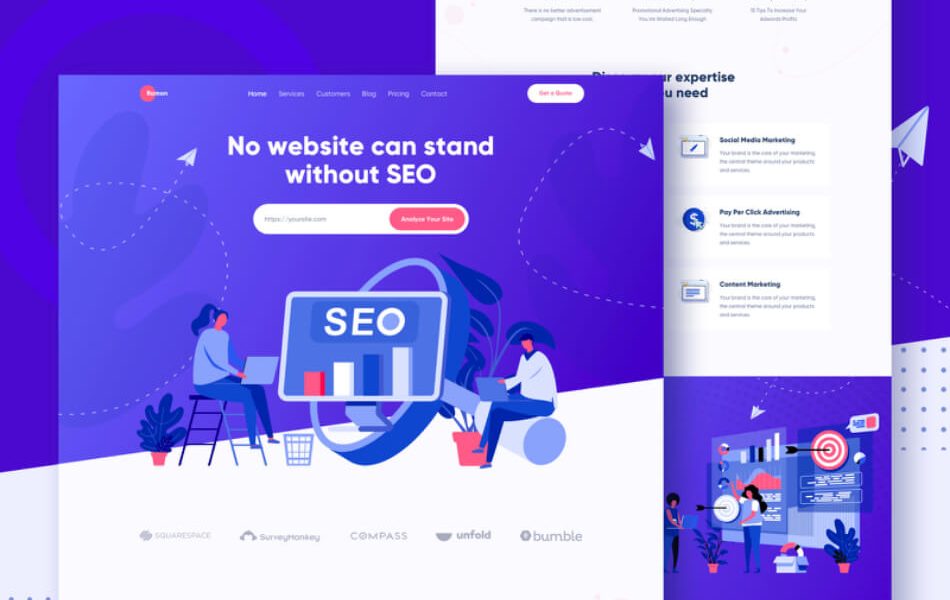 There is no better advertisement
campaign that is low cost.
Promotional Advertising Specialty
You Ve Waited Long Enough
10 Tips To Increase Your
Adwords Profits
Ramen
Home
Services
Customers
Blog
Pricing
Contact
Get a Quote
No website can stand
without SEO
https://yoursite.com
Analyze Your Site
SEO
SQUARESPACE
SurveyMonkey
COMPASS
unfold
bumble
ur expertise
u need
Social Media Marketing
Your brand is the core of your marketing,
the central theme around your products
and services.
Pay Per Click Advertising
Your brand is the core of your marketing,
the central theme around your products
and services.
Content Marketing
Your brand is the core of your marketing,
the central theme around your products
and services.